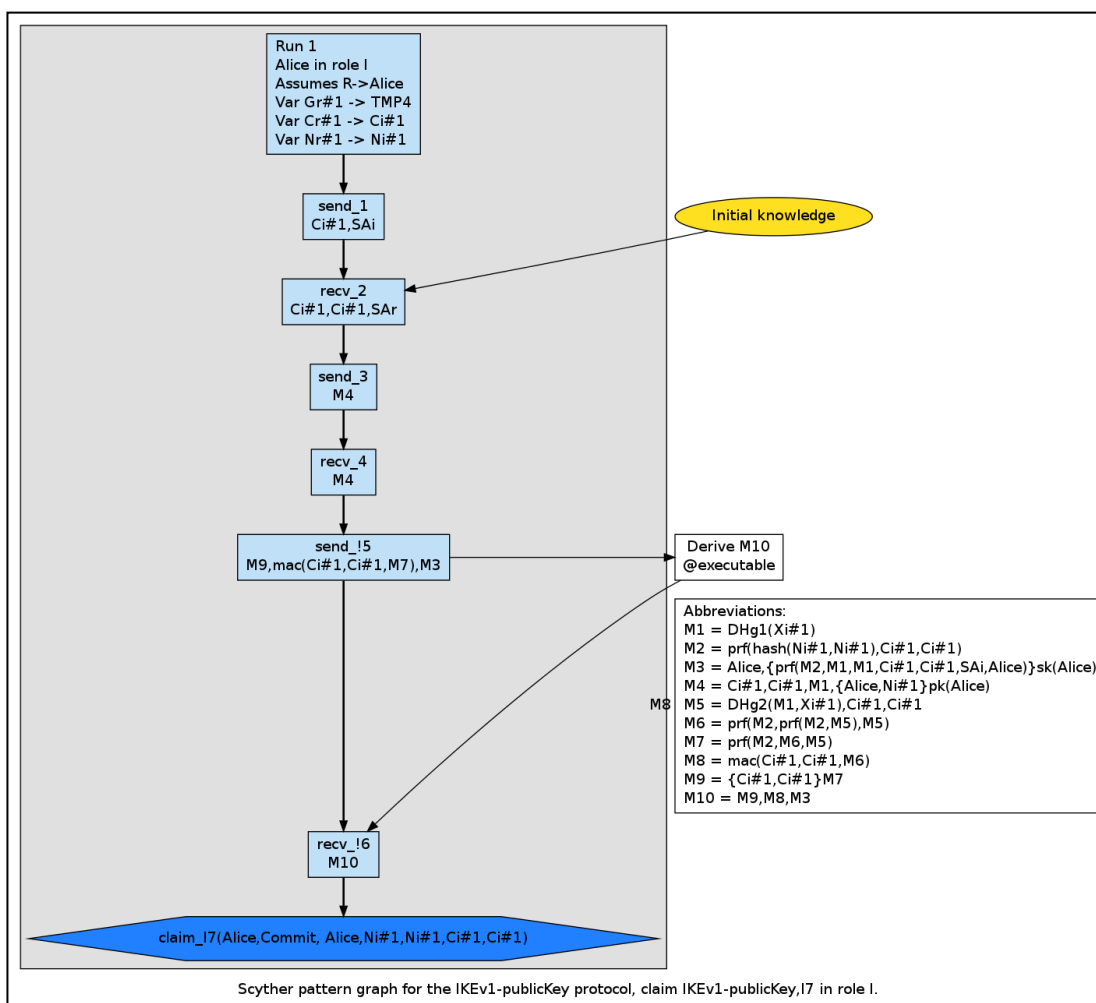 Run 1
Alice in role I
Assumes R->Alice
Var Gr#1 -> TMP4
Var Cr#1 -> Ci#1
Var Nr#1 -> Ni#1
send_1
Ci#1,SAi
Initial knowledge
recv_2
Ci#1,Ci#1,SAr
send_3
M4
recv_4
M4
send_!5
M9,mac(Ci#1,Ci#1,M7),M3
Derive M10
@executable
Abbreviations:
M1 = DHg1(Xi#1)
M2 = prf(hash(Ni#1,Ni#1),Ci#1,Ci#1)
M3 = Alice,{prf(M2,M1,M1,Ci#1,Ci#1,SAi,Alice)}sk(Alice)
M4 = Ci#1,Ci#1,M1,{Alice,Ni#1}pk(Alice)
M5 = DHg2(M1,Xi#1),Ci#1,Ci#1
M6 = prf(M2,prf(M2,M5),M5)
M7 = prf(M2,M6,M5)
M8 = mac(Ci#1,Ci#1,M6)
M9 = {Ci#1,Ci#1}M7
M10 = M9,M8,M3
M8
recv_!6
M10
claim_I7(Alice,Commit, Alice,Ni#1,Ni#1,Ci#1,Ci#1)
Scyther pattern graph for the IKEv1-publicKey protocol, claim IKEv1-publicKey,I7 in role I.